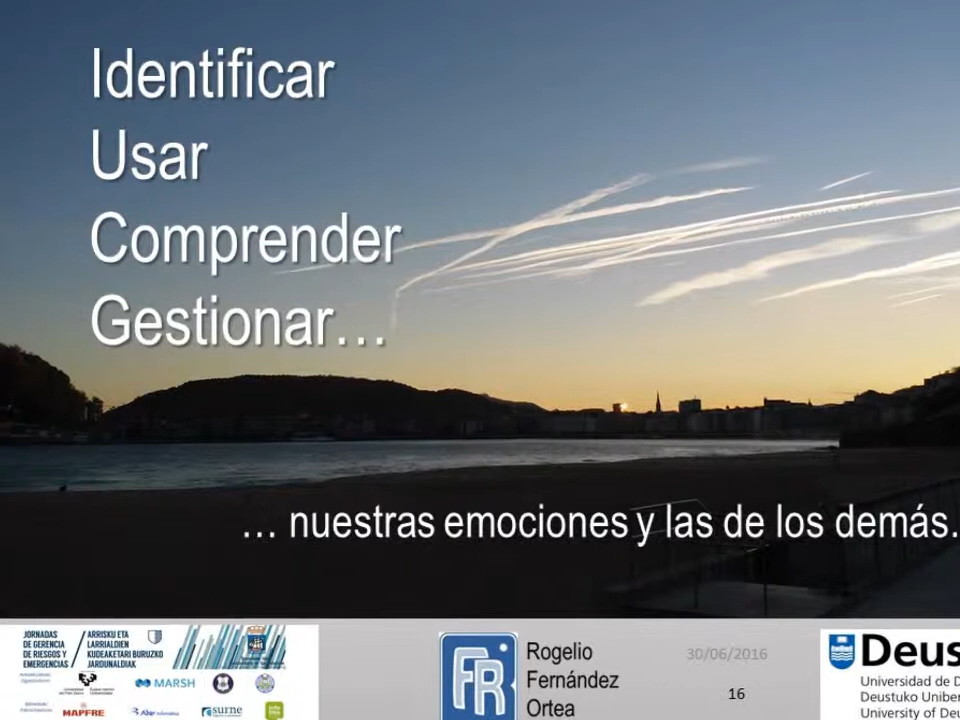 Identificar
Usar
Comprender
Gestionar…
… nuestras emociones y las de los demás.
JORNADAS
DE GERENCIA
DE RIESGOS Y
EMERGENCIAS
ARRISKU ETA
LARRIALDIEN
KUDEAKETARI BURUZKO
JARDUNALDIAK
MARSH
MAPFRE
surne
FR
Rogelio
Fernández
Ortea
30/06/2016
16
Deus
Universidad de D
Deustuko Uniber
University of Deu